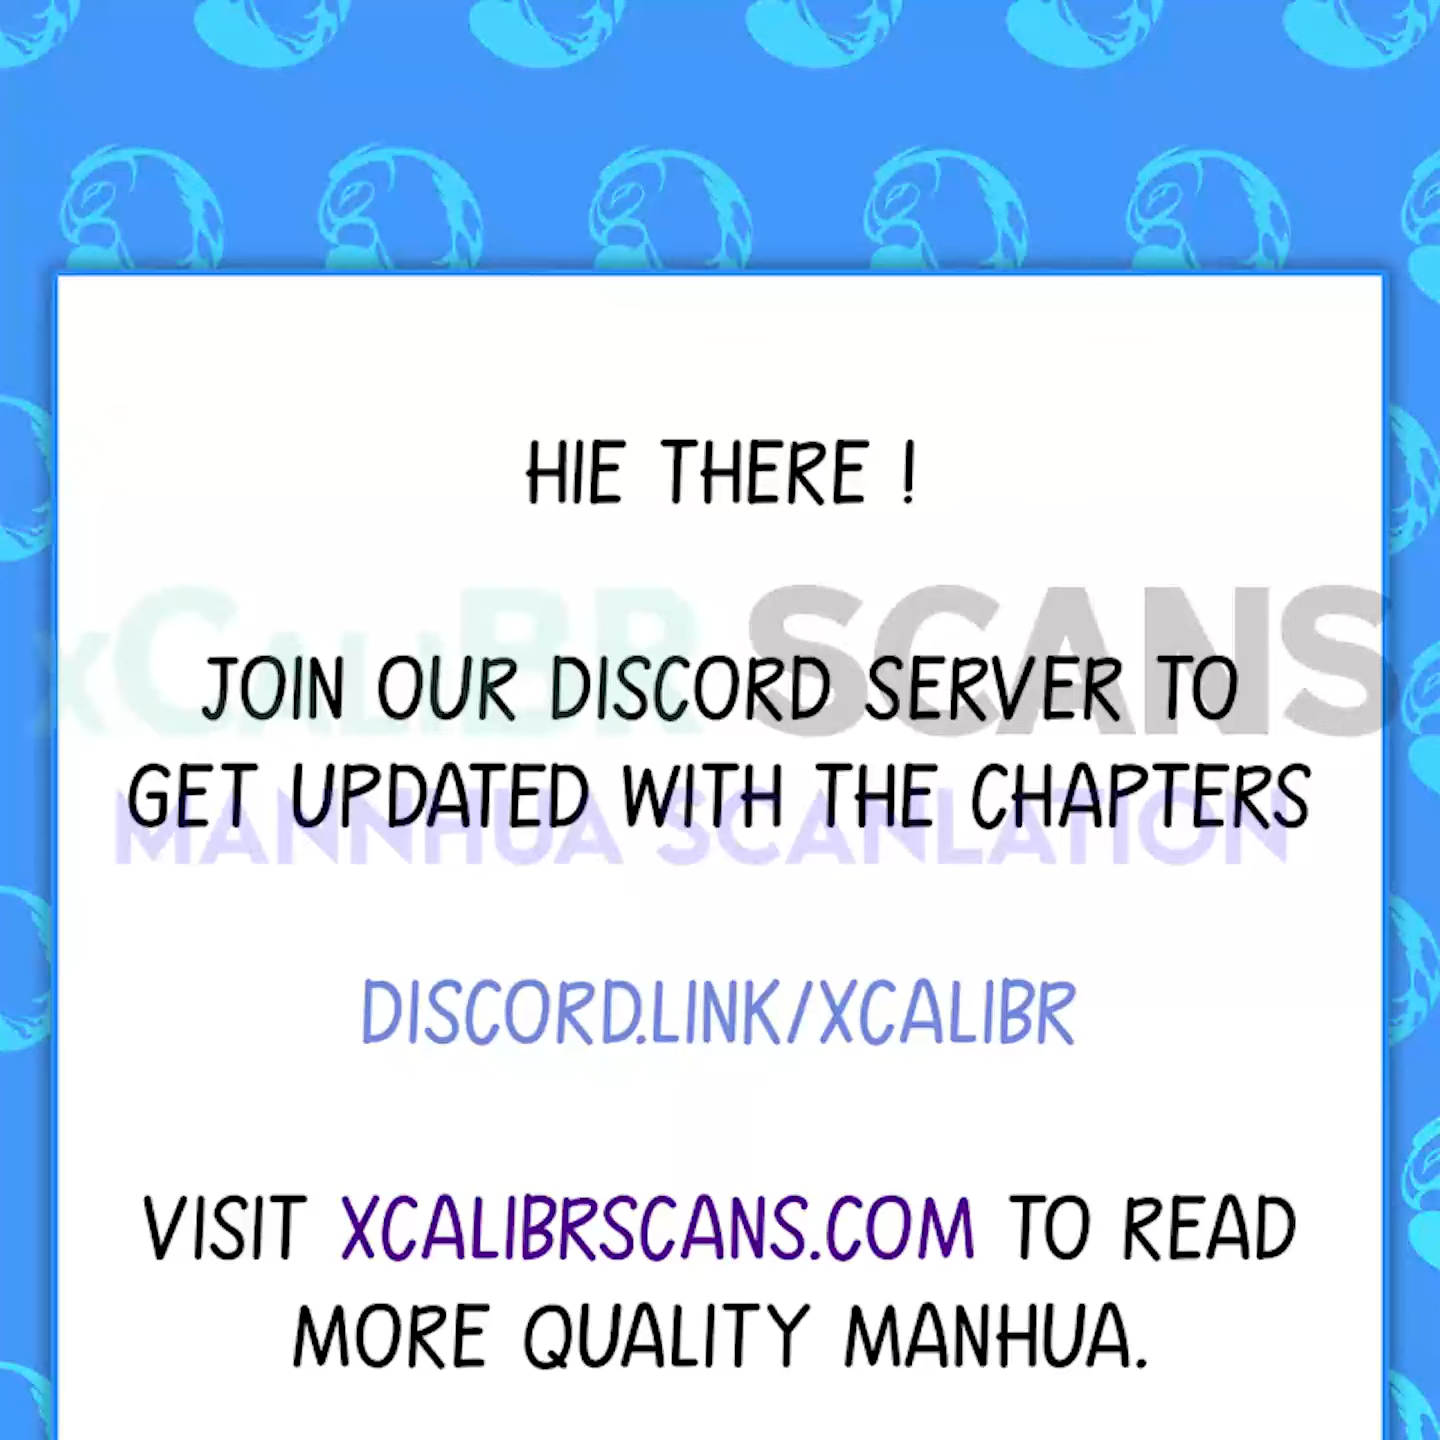 HIE THERE !
xCALIBR SCANS
JOIN OUR DISCORD SERVER TO
GET UPDATED WITH THE CHAPTERS
MANNHUA SCANLATION
DISCORD.LINK/XCALIBR
VISIT XCALIBRSCANS.COM TO READ
MORE QUALITY MANHUA.